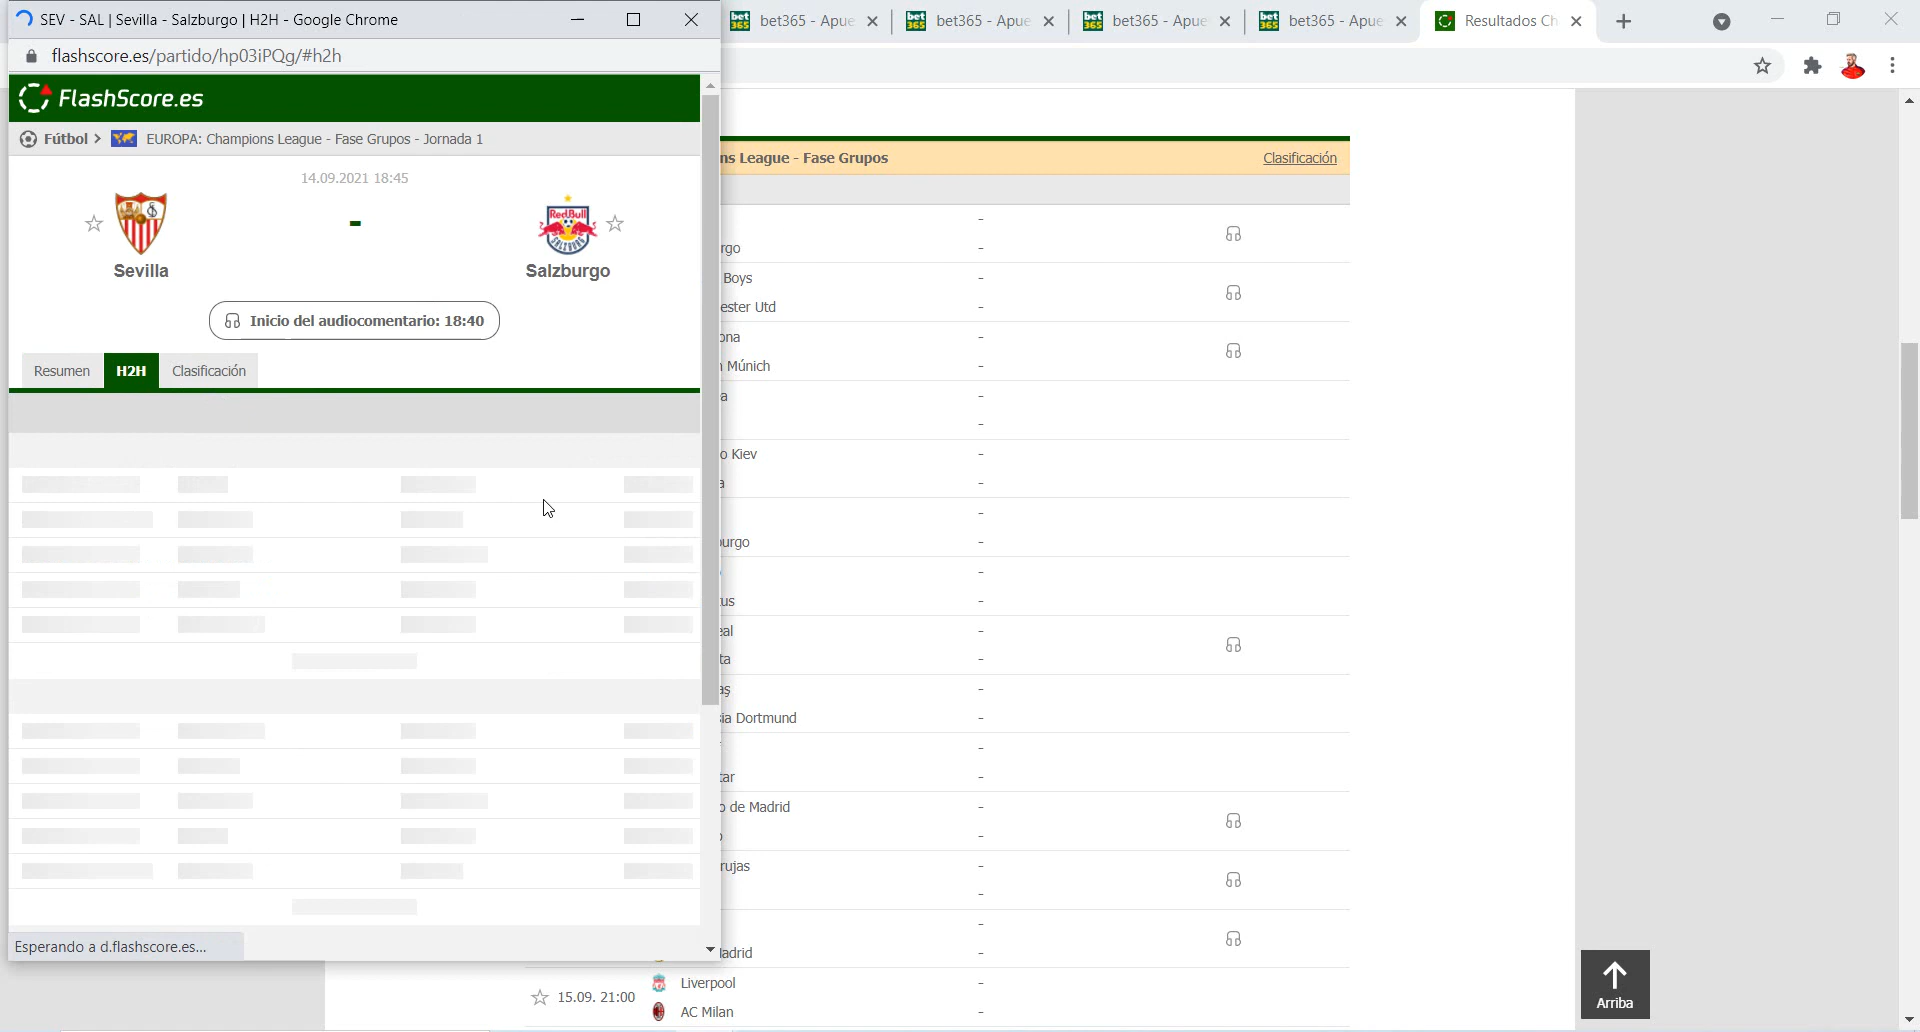 SEV - SAL | Sevilla - Salzburgo | H2H - Google Chrome
bet365 - Apue
bet365 - Apue
bet365 - Apue
bet365 - Apue
Resultados Ch
flashscore.es/partido/hp03iPQg/#h2h
FlashScore.es
Fútbol > EUROPA: Champions League - Fase Grupos - Jornada 1
14.09.2021 18:45
-
Sevilla
Salzburgo
Inicio del audiocomentario: 18:40
Resumen
H2H
Clasificación
Esperando a d.flashscore.es...
ns League - Fase Grupos
Clasificación
-
rgo -
Boys -
ester Utd -
ona -
n Múnich -
a -
-
o Kiev -
a -
-
burgo -
-
us -
eal -
ta -
aş -
ia Dortmund -
-
tar -
o de Madrid -
o -
rujas -
-
-
ladrid -
15.09. 21:00
Liverpool -
AC Milan -
Arriba